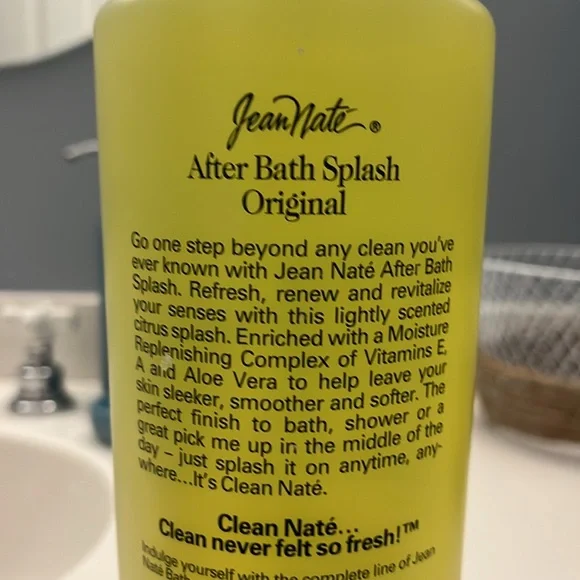 Jean Naté®
After Bath Splash
Original
Go one step beyond any clean you've
ever known with Jean Naté After Bath
Splash. Refresh, renew and revitalize
your senses with this lightly scented
citrus splash. Enriched with a Moisture
Replenishing Complex of Vitamins E,
A and Aloe Vera to help leave your
skin sleeker, smoother and softer. The
perfect finish to bath, shower or a
great pick me up in the middle of the
day – just splash it on anytime, any-
where...It's Clean Naté.
Clean Naté...
Clean never felt so fresh!™
Indulge yourself with the complete line of Jean
Naté Bath